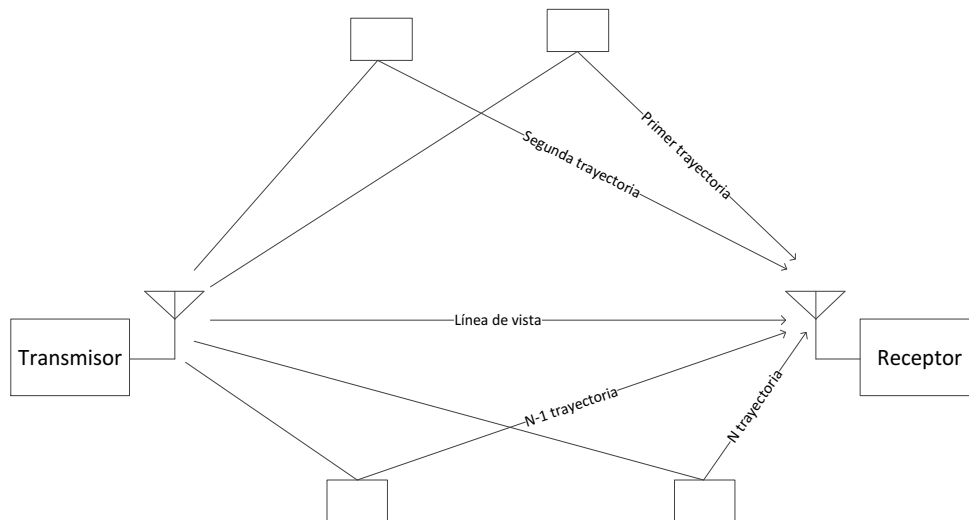 Primer trayectoria
Segunda trayectoria
Línea de vista
Transmisor
Receptor
N-1 trayectoria
N trayectoria